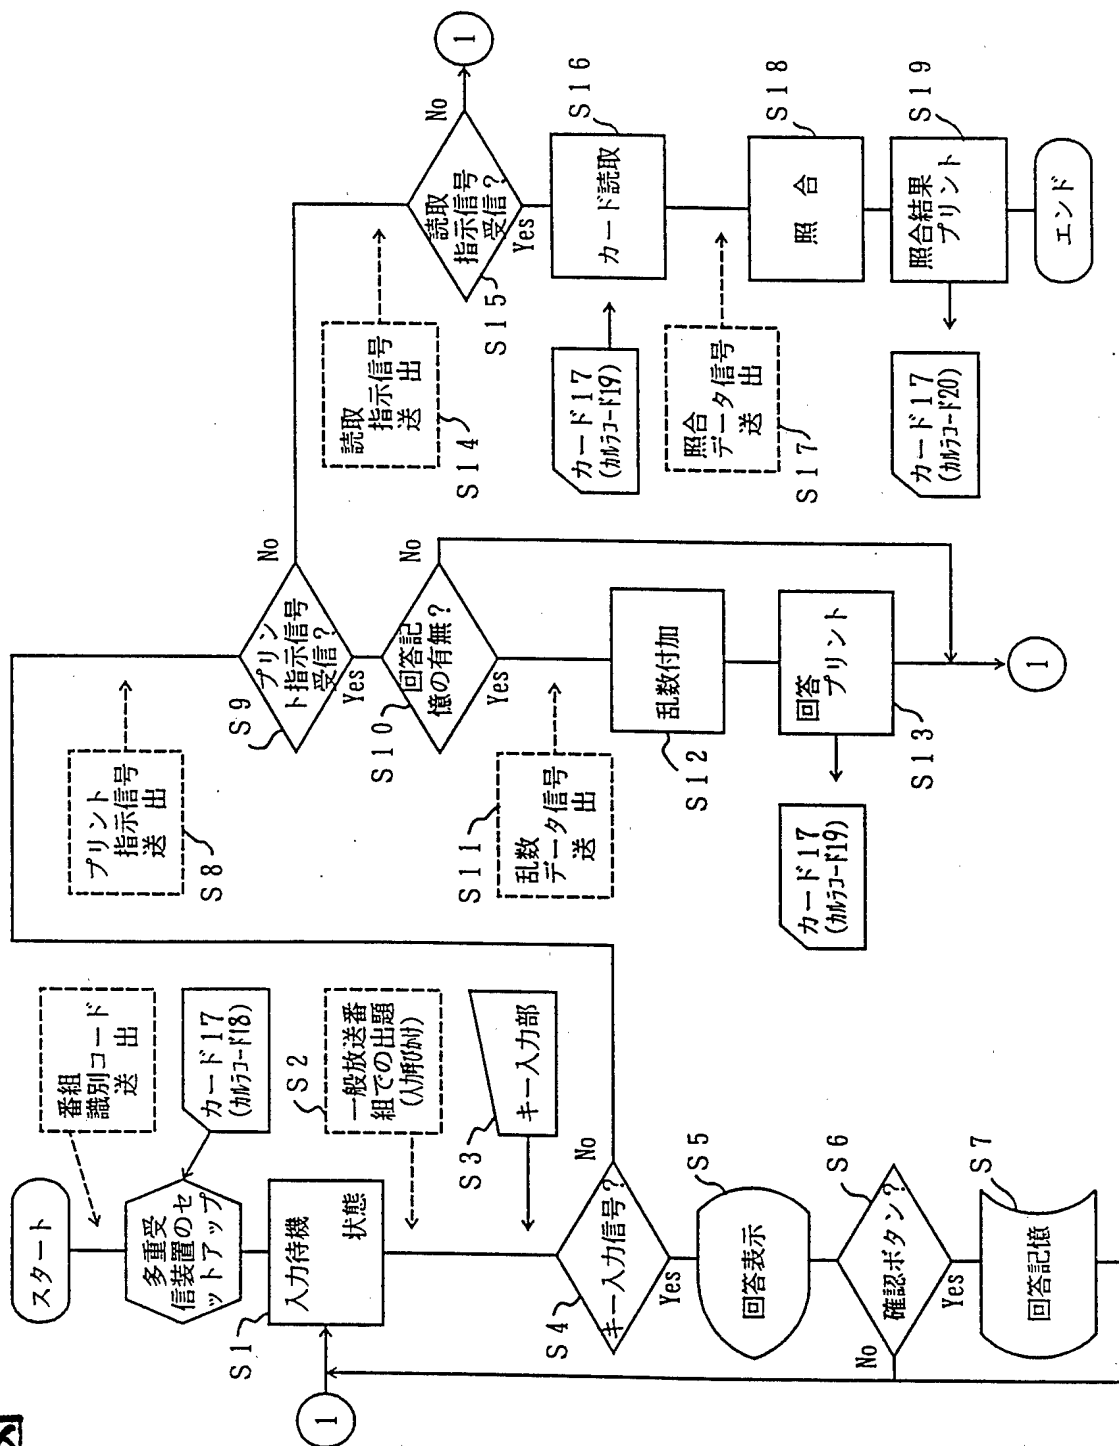 図
スタート
番組
識別コード
送　出
多重受
信装置のセ
ットアップ
カード17
(カルラコード18)
S1
入力待機
状態
①
S2
一般放送番
組での出題
(入力呼びかけ)
S3
キー入力部
S4
キー入力信号?
No
Yes
S5
回答表示
S6
確認ボタン?
No
Yes
S7
回答記憶
プリント
指示信号
送　出
S8
S9
プリン
ト指示信号
受信?
No
Yes
S10
回答記
憶の有無?
No
Yes
S11
乱数
データ信号
送　出
乱数付加
S12
回答
プリント
S13
カード17
(カルラコード19)
①
読取
指示信号
送　出
S14
読取
指示信号
受信?
S15
No
①
Yes
カード読取
S16
カード17
(カルラコード19)
照合
データ信号
送　出
S17
照　合
S18
照合結果
プリント
S19
カード17
(カルラコード20)
エンド